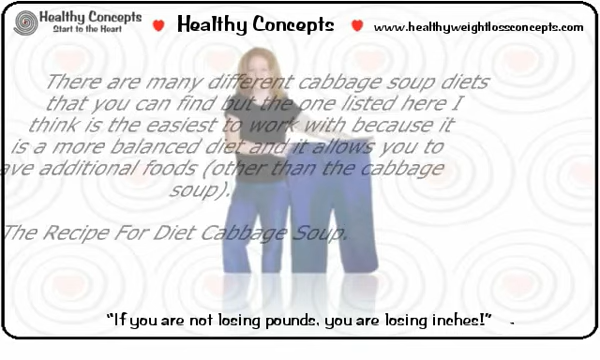 Healthy Concepts
Start to the Heart
Healthy Concepts
www.healthyweightlossconcepts.com
There are many different cabbage soup diets
that you can find but the one listed here I
think is the easiest to work with because it
is a more balanced diet and it allows you to
ave additional foods (other than the cabbage
soup).
The Recipe For Diet Cabbage Soup.
“If you are not losing pounds, you are losing inches!” -